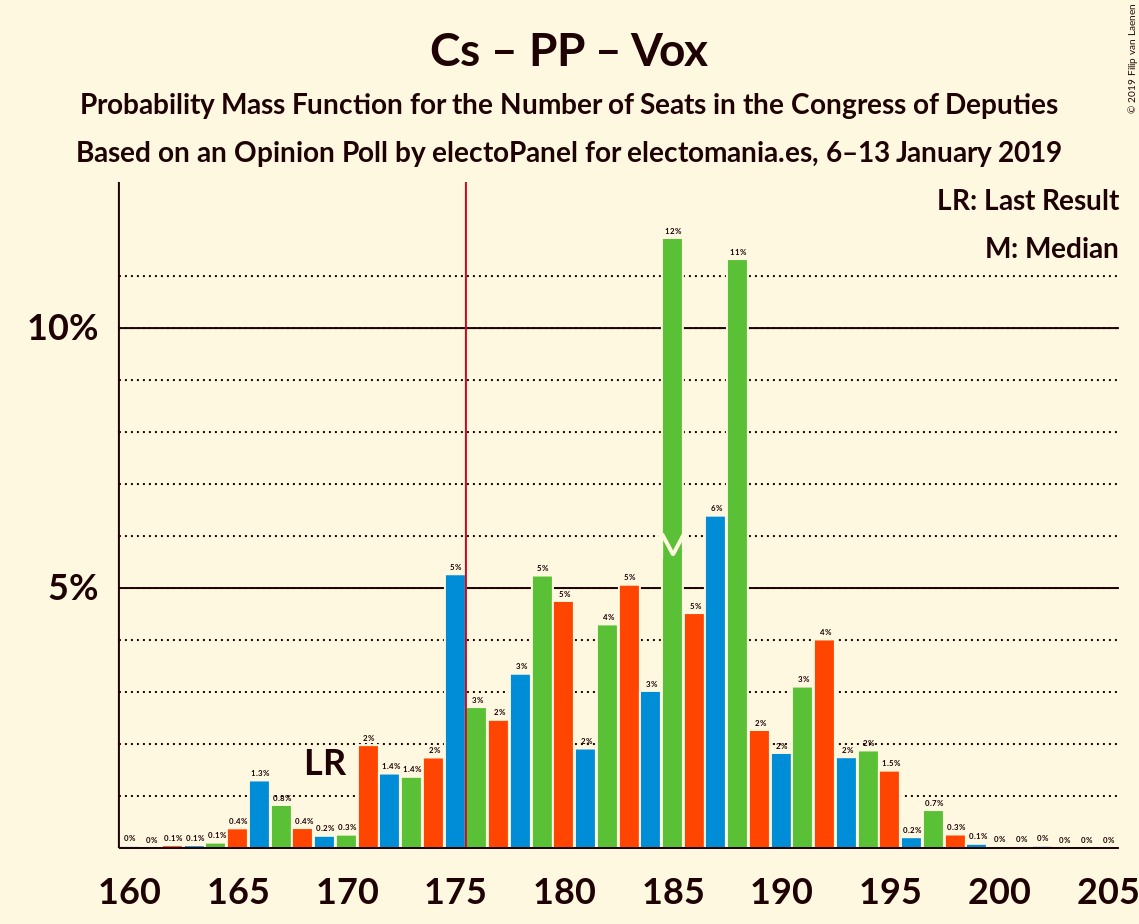 Cs – PP – Vox
Probability Mass Function for the Number of Seats in the Congress of Deputies
Based on an Opinion Poll by electoPanel for electomania.es, 6–13 January 2019
© 2019 Filip van Laenen
LR: Last Result
M: Median
10%
5%
LR
0% 0% 0.1% 0.1% 0.1% 0.4% 1.3% 0.8% 0.4% 0.2% 0.3% 2% 1.4% 1.4% 2% 5% 3% 2% 3% 5% 5% 2% 4% 5% 3% 12% 5% 6% 11% 2% 2% 3% 4% 2% 2% 1.5% 0.2% 0.7% 0.3% 0.1% 0% 0% 0% 0% 0% 0%
M
160 165 170 175 180 185 190 195 200 205